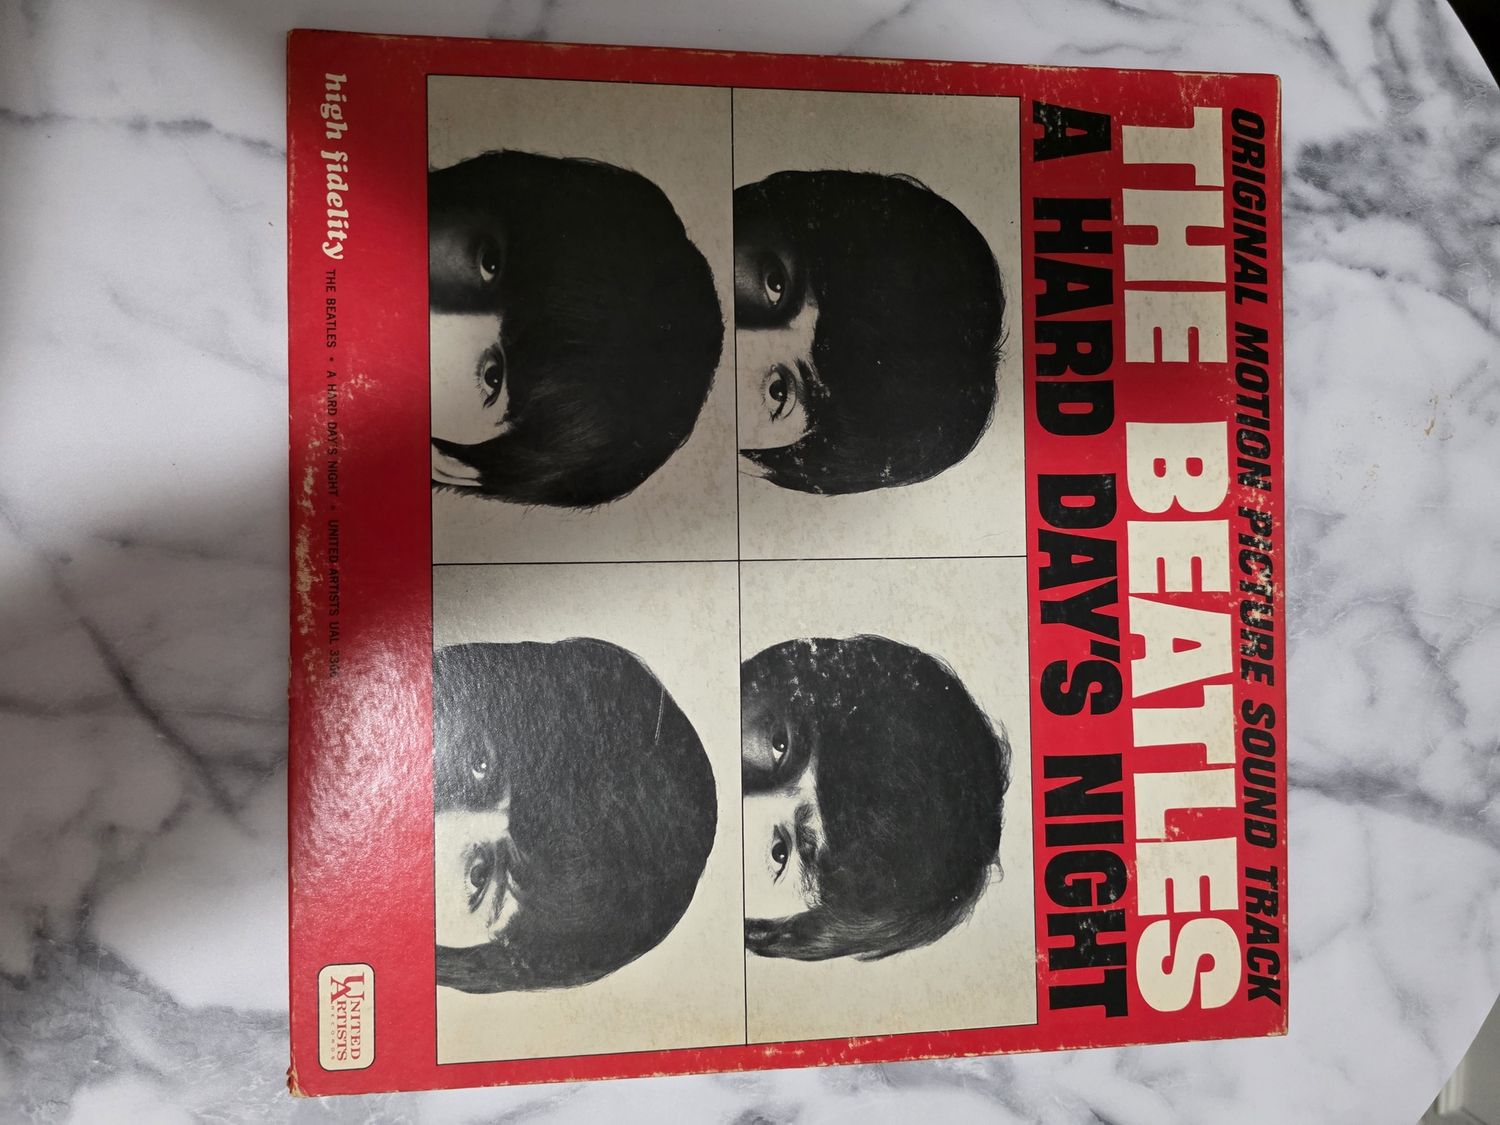 ORIGINAL MOTION PICTURE SOUND TRACK
THE BEATLES
A HARD DAY'S NIGHT
high fidelity THE BEATLES • A HARD DAY'S NIGHT • UNITED ARTISTS UAL
UNITED
ARTISTS
RECORDS